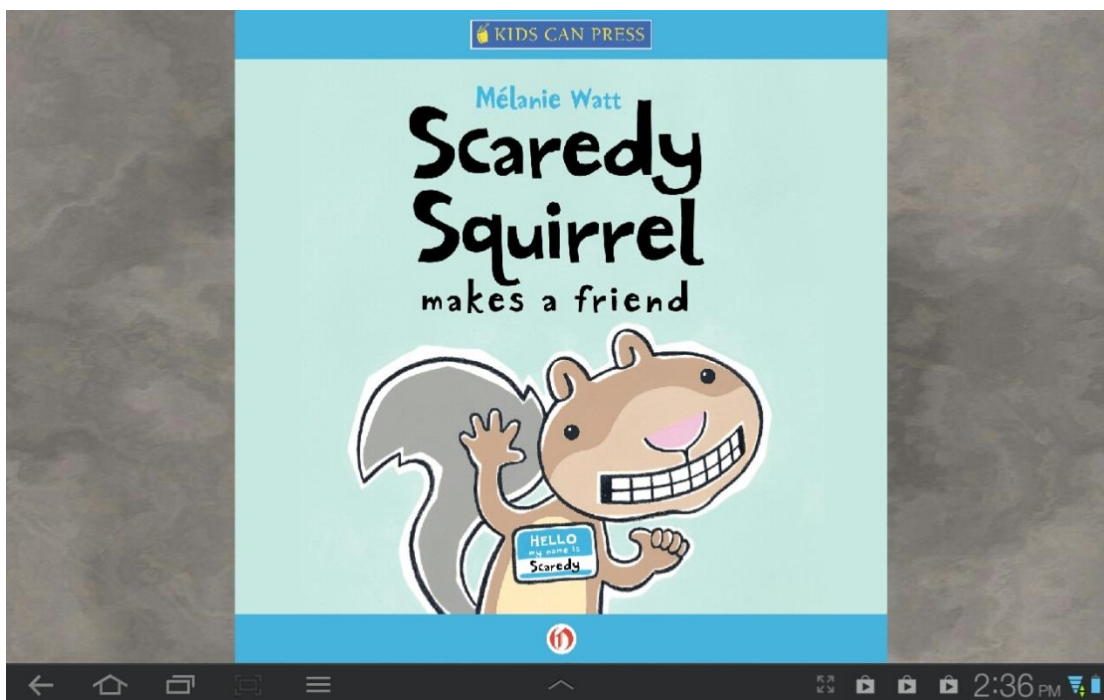 KIDS CAN PRESS
Mélanie Watt
Scaredy
Squirrel
makes a friend
HELLO
my name is
Scaredy
2:36 PM